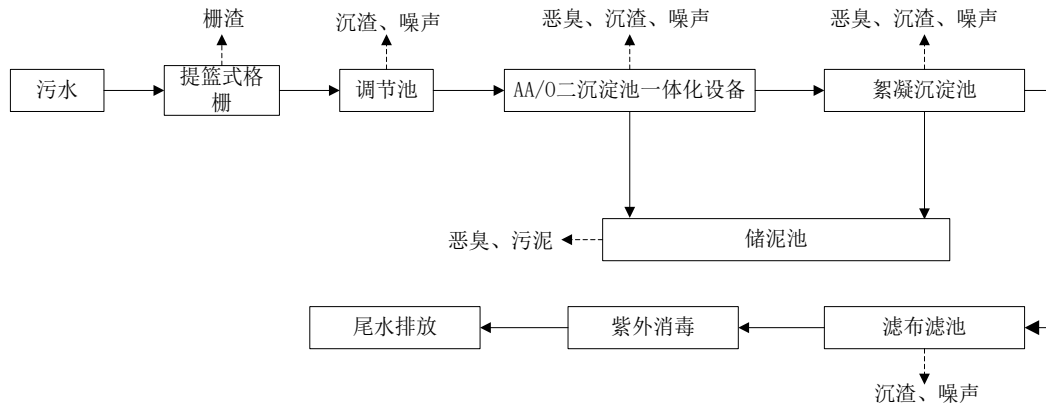 栅渣
沉渣、噪声
恶臭、沉渣、噪声
恶臭、沉渣、噪声
污水
提篮式格
栅
调节池
AA/O二沉淀池一体化设备
絮凝沉淀池
恶臭、污泥
储泥池
尾水排放
紫外消毒
滤布滤池
沉渣、噪声